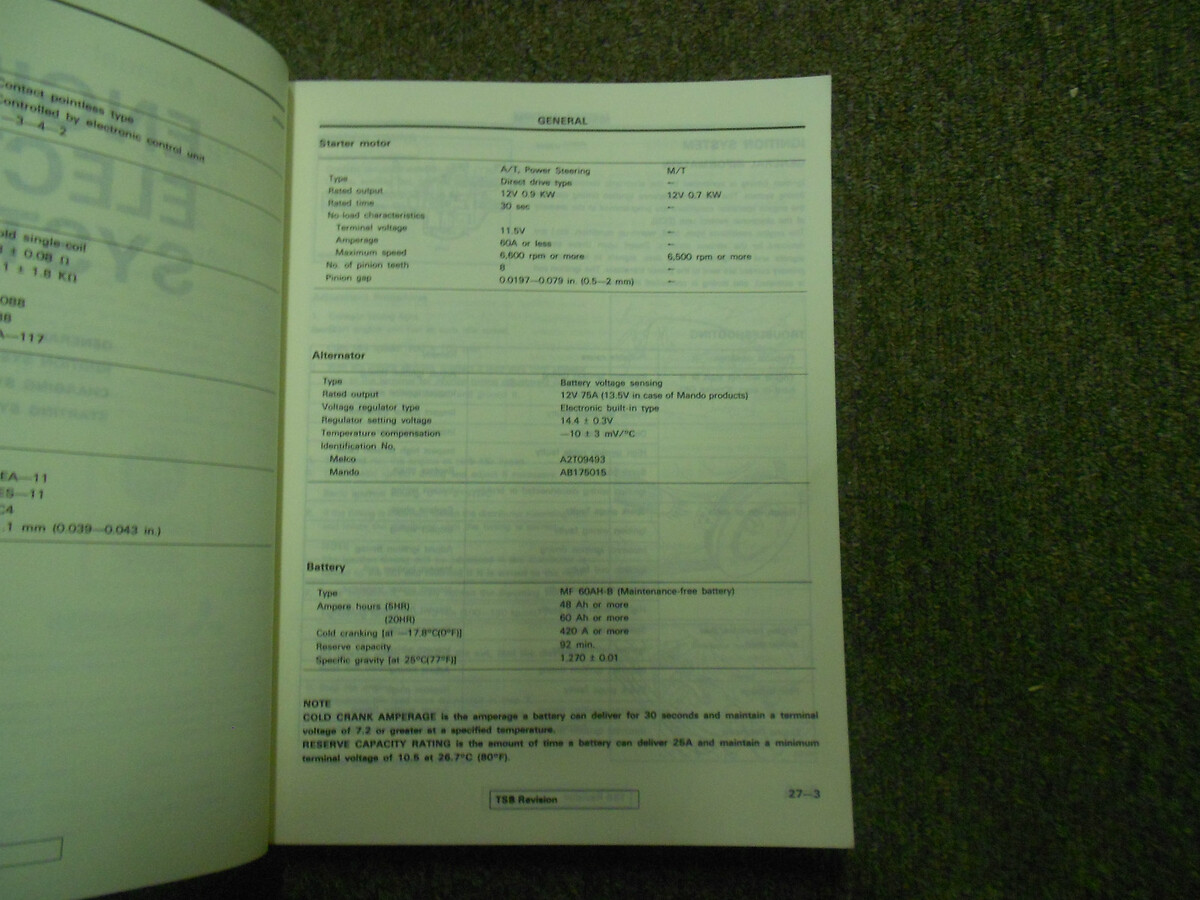 Contact pointless type
Controlled by electronic control unit
—3—4—2
old single-coil
± 0.08 Ω
1 ± 1.8 KΩ
088
A—117
EA—11
ES—11
C4
.1 mm (0.039—0.043 in.)
GENERAL
Starter motor
A/T, Power Steering M/T
Type Direct drive type —
Rated output 12V 0.9 KW 12V 0.7 KW
Rated time 30 sec —
No-load characteristics
Terminal voltage 11.5V —
Amperage 60A or less —
Maximum speed 6,600 rpm or more 6,500 rpm or more
No. of pinion teeth 8 —
Pinion gap 0.0197—0.079 in. (0.5—2 mm) —
Alternator
Type Battery voltage sensing
Rated output 12V 75A (13.5V in case of Mando products)
Voltage regulator type Electronic built-in type
Regulator setting voltage 14.4 ± 0.3V
Temperature compensation —10 ± 3 mV/°C
Identification No.
Melco A2T09493
Mando AB175015
Battery
Type MF 60AH-B (Maintenance-free battery)
Ampere hours (5HR) 48 Ah or more
(20HR) 60 Ah or more
Cold cranking [at —17.8°C(0°F)] 420 A or more
Reserve capacity 92 min.
Specific gravity [at 25°C(77°F)] 1.270 ± 0.01
NOTE
COLD CRANK AMPERAGE is the amperage a battery can deliver for 30 seconds and maintain a terminal
voltage of 7.2 or greater at a specified temperature.
RESERVE CAPACITY RATING is the amount of time a battery can deliver 25A and maintain a minimum
terminal voltage of 10.5 at 26.7°C (80°F).
TSB Revision
27—3